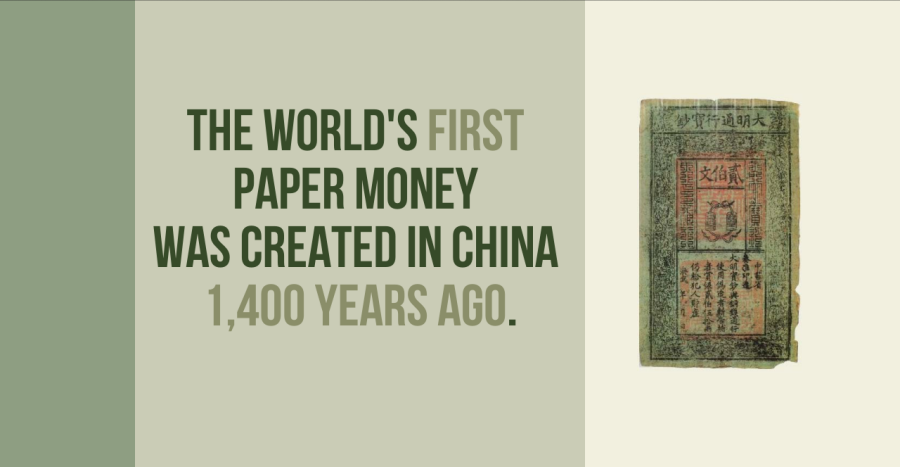 THE WORLD'S FIRST
PAPER MONEY
WAS CREATED IN CHINA
1,400 YEARS AGO.
鈔寶行通明大
文伯貳